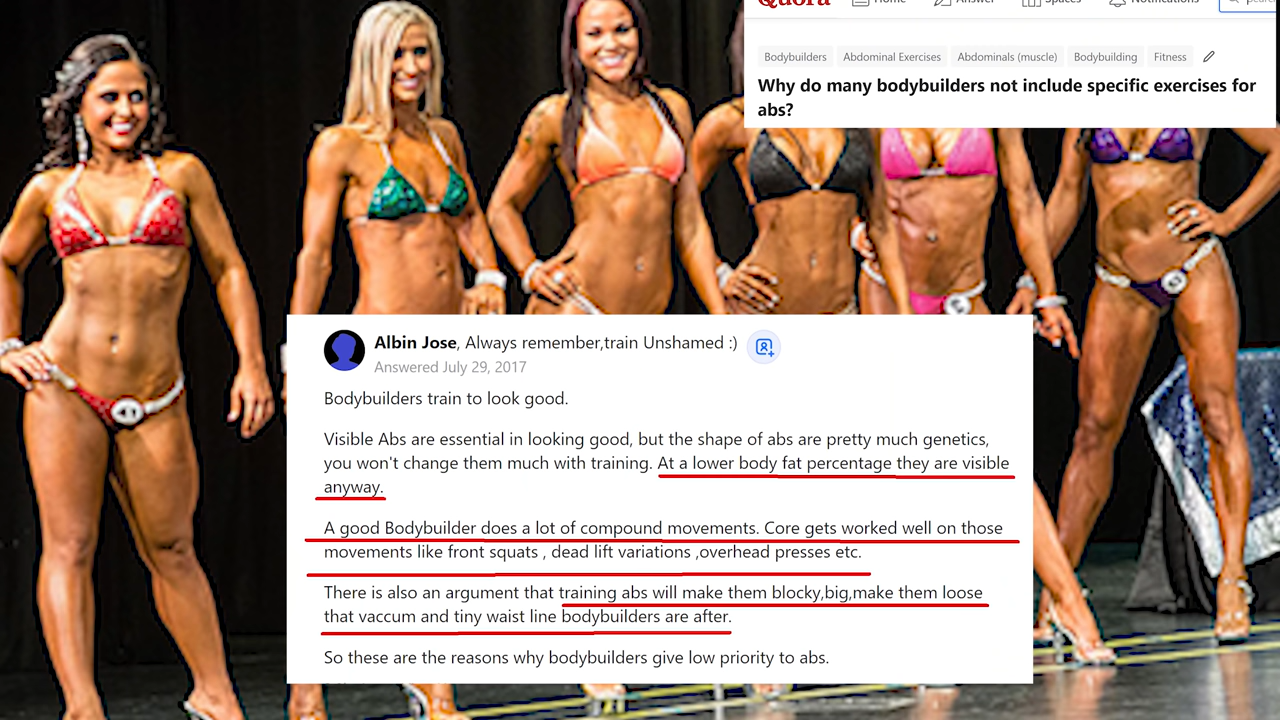 Quora Home Answer Spaces Notifications
Bodybuilders Abdominal Exercises Abdominals (muscle) Bodybuilding Fitness
Why do many bodybuilders not include specific exercises for
abs?
Albin Jose, Always remember,train Unshamed :)
Answered July 29, 2017
Bodybuilders train to look good.
Visible Abs are essential in looking good, but the shape of abs are pretty much genetics,
you won't change them much with training. At a lower body fat percentage they are visible
anyway.
A good Bodybuilder does a lot of compound movements. Core gets worked well on those
movements like front squats , dead lift variations ,overhead presses etc.
There is also an argument that training abs will make them blocky,big,make them loose
that vaccum and tiny waist line bodybuilders are after.
So these are the reasons why bodybuilders give low priority to abs.